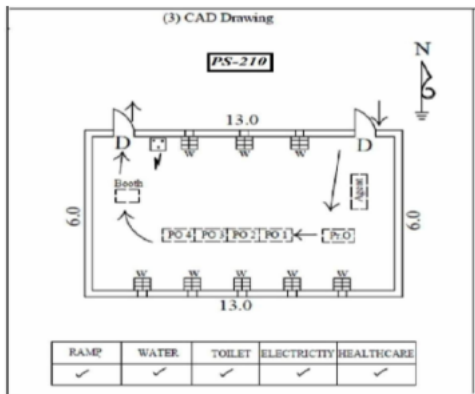 (3) CAD Drawing
PS-210
N
13.0
D
D
W
W
W
Booth
Agent
6.0
6.0
PO 4
PO 3
PO 2
PO 1
Pr.O
W
W
W
W
W
13.0
RAMP WATER TOILET ELECTRICTIY HEALTHCARE